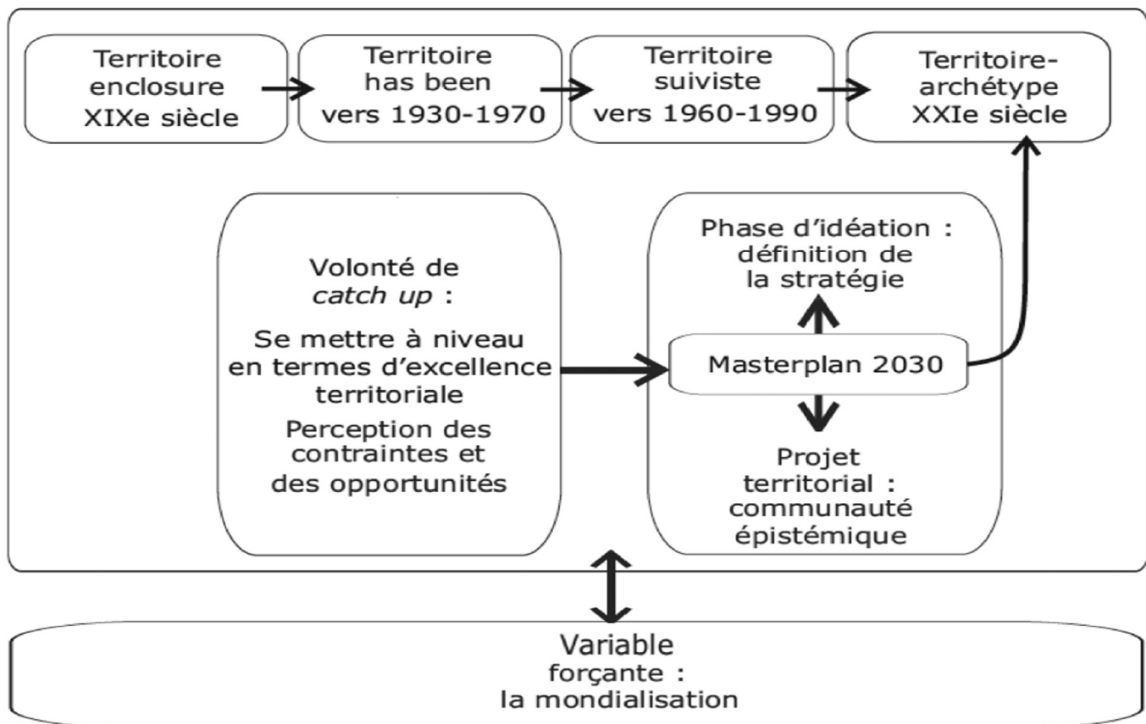 Territoire
enclosure
XIXe siècle
Territoire
has been
vers 1930-1970
Territoire
suiviste
vers 1960-1990
Territoire-
archétype
XXIe siècle
Volonté de
catch up :
Se mettre à niveau
en termes d'excellence
territoriale
Perception des
contraintes et
des opportunités
Phase d'idéation :
définition de
la stratégie
Masterplan 2030
Projet
territorial :
communauté
épistémique
Variable
forçante :
la mondialisation